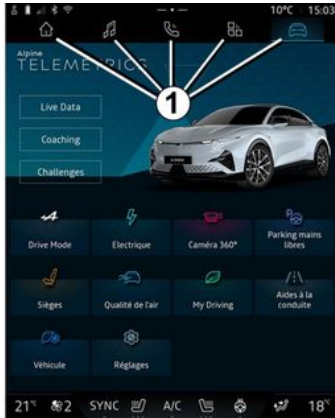 10°C 15:03
Alpine
TELEMETRICS
1
Live Data
Coaching
Challenges
Drive Mode
Electrique
Caméra 360°
Parking mains
libres
Sièges
Qualité de l'air
My Driving
Aides à la
conduite
Véhicule
Réglages
21° 2 SYNC A/C 18°